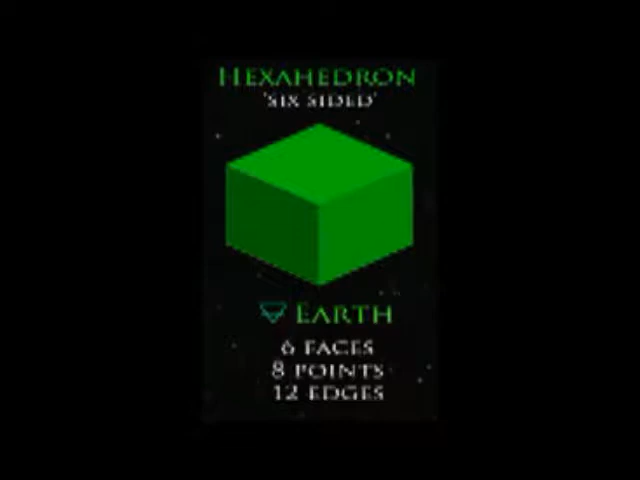 HEXAHEDRON
'SIX SIDED'
EARTH
6 FACES
8 POINTS
12 EDGES